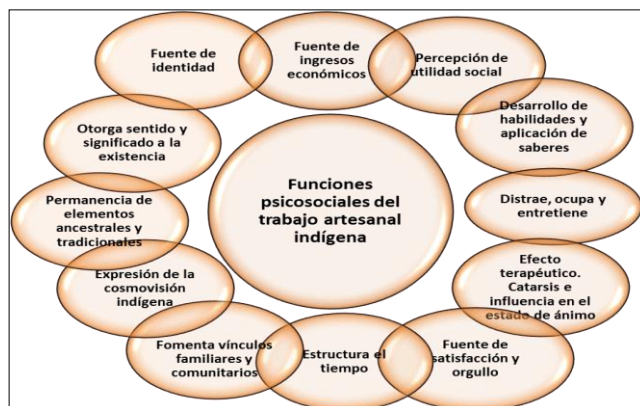 Fuente de
identidad
Fuente de
ingresos
económicos
Percepción de
utilidad social
Desarrollo de
habilidades y
aplicación de
saberes
Distrae, ocupa y
entretiene
Efecto
terapéutico.
Catarsis e
influencia en el
estado de ánimo
Fuente de
satisfacción y
orgullo
Estructura el
tiempo
Fomenta vínculos
familiares y
comunitarios
Expresión de la
cosmovisión
indígena
Permanencia de
elementos
ancestrales y
tradicionales
Otorga sentido y
significado a la
existencia
Funciones
psicosociales del
trabajo artesanal
indígena